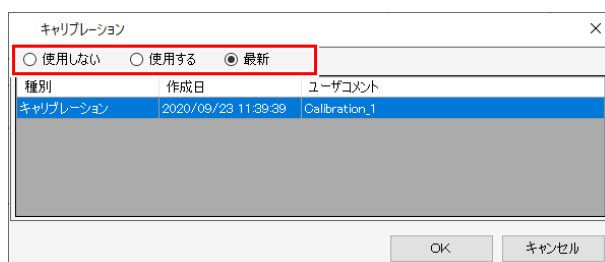 キャリブレーション ×
使用しない 使用する 最新
種別 作成日 ユーザコメント
キャリブレーション 2020/09/23 11:39:39 Calibration_1
OK キャンセル